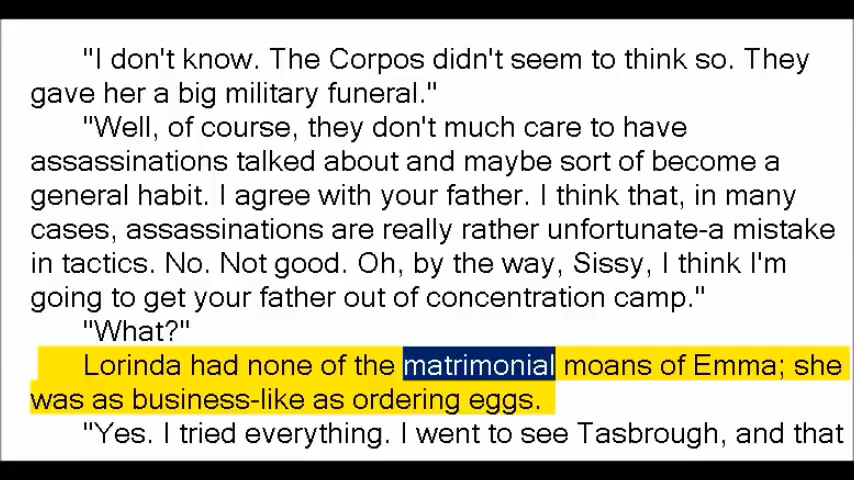 "I don't know. The Corpos didn't seem to think so. They
gave her a big military funeral."
"Well, of course, they don't much care to have
assassinations talked about and maybe sort of become a
general habit. I agree with your father. I think that, in many
cases, assassinations are really rather unfortunate-a mistake
in tactics. No. Not good. Oh, by the way, Sissy, I think I'm
going to get your father out of concentration camp."
"What?"
Lorinda had none of the matrimonial moans of Emma; she
was as business-like as ordering eggs.
"Yes. I tried everything. I went to see Tasbrough, and that